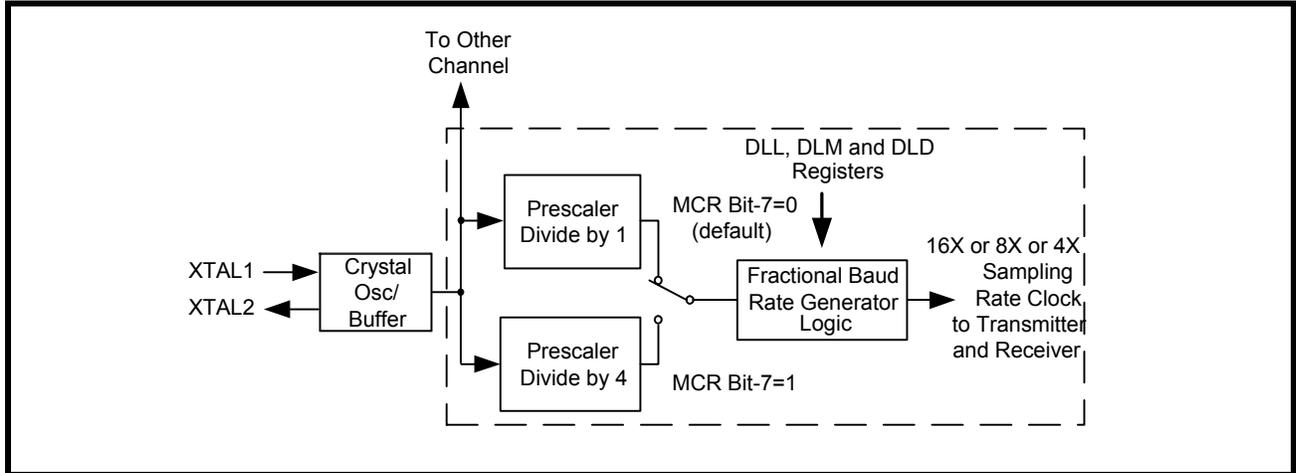 To Other
Channel
DLL, DLM and DLD
Registers
Prescaler
Divide by 1
MCR Bit-7=0
(default)
16X or 8X or 4X
Sampling
Rate Clock
to Transmitter
and Receiver
XTAL1
XTAL2
Crystal
Osc/
Buffer
Fractional Baud
Rate Generator
Logic
Prescaler
Divide by 4
MCR Bit-7=1